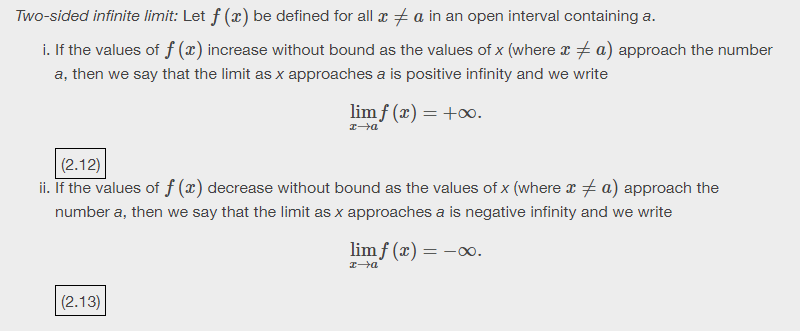 Two-sided infinite limit: Let f (x) be defined for all x ≠ a in an open interval containing a.
i. If the values of f (x) increase without bound as the values of x (where x ≠ a) approach the number
a, then we say that the limit as x approaches a is positive infinity and we write
lim f (x) = +∞.
x→a
(2.12)
ii. If the values of f (x) decrease without bound as the values of x (where x ≠ a) approach the
number a, then we say that the limit as x approaches a is negative infinity and we write
lim f (x) = −∞.
x→a
(2.13)